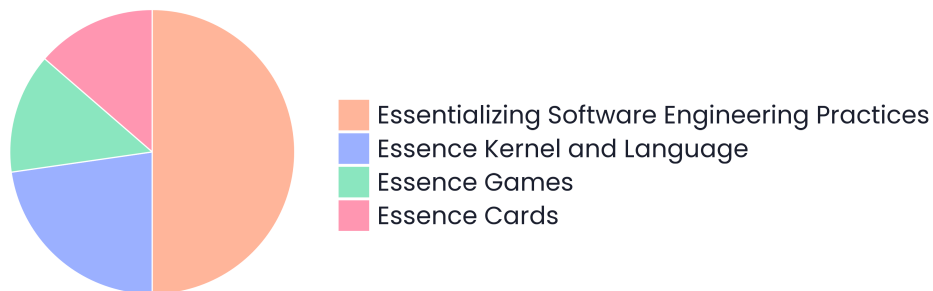 Essentializing Software Engineering Practices
Essence Kernel and Language
Essence Games
Essence Cards